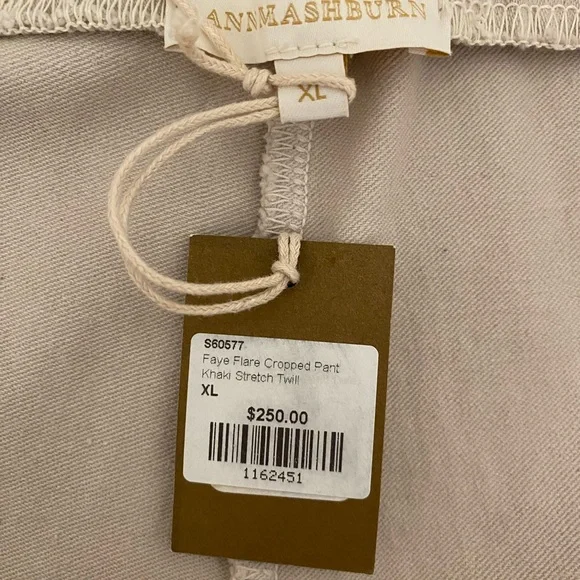 ANNMASHBURN
XL
S60577
Faye Flare Cropped Pant
Khaki Stretch Twill
XL
$250.00
1162451